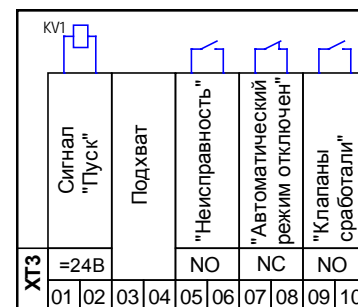 KV1
Сигнал
"Пуск"
Подхват
"Неисправность"
"Автоматический
режим отключен"
"Клапаны
сработали"
XT3
=24В
NO
NC
NO
01 02 03 04 05 06 07 08 09 10